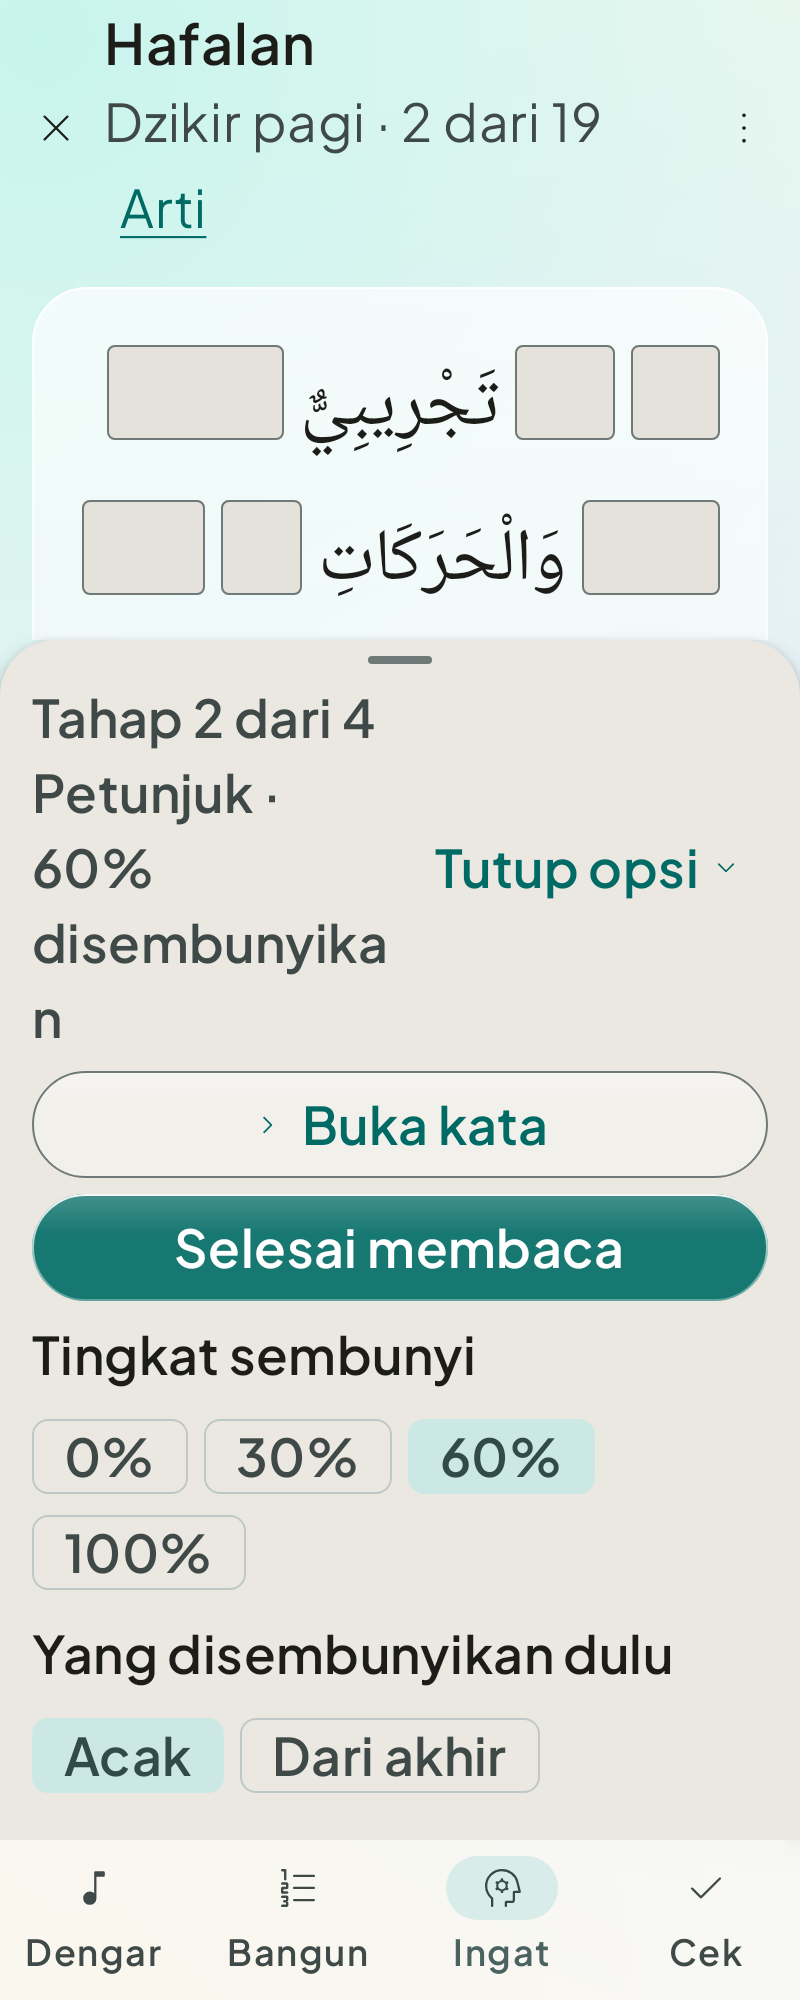 Hafalan
Dzikir pagi · 2 dari 19
Arti
تَجْرِيبِيٌّ
وَالْحَرَكَاتِ
Tahap 2 dari 4
Petunjuk ·
60%
disembunyika
n
Tutup opsi
Buka kata
Selesai membaca
Tingkat sembunyi
0% 30% 60%
100%
Yang disembunyikan dulu
Acak Dari akhir
Dengar Bangun Ingat Cek